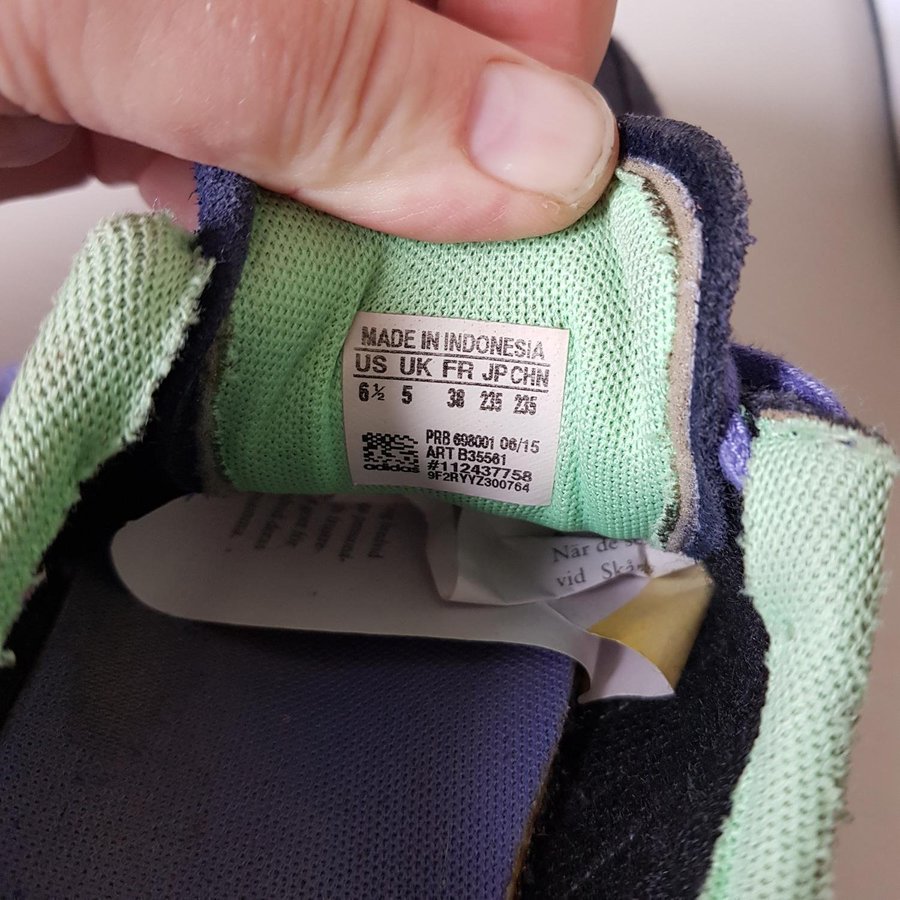 MADE IN INDONESIA
US UK FR JP CHN
6½ 5 38 235 235
PRB 698001 06/15
ART B35561
#112437758
adidas
9F2RYYZ300764
När de
vid